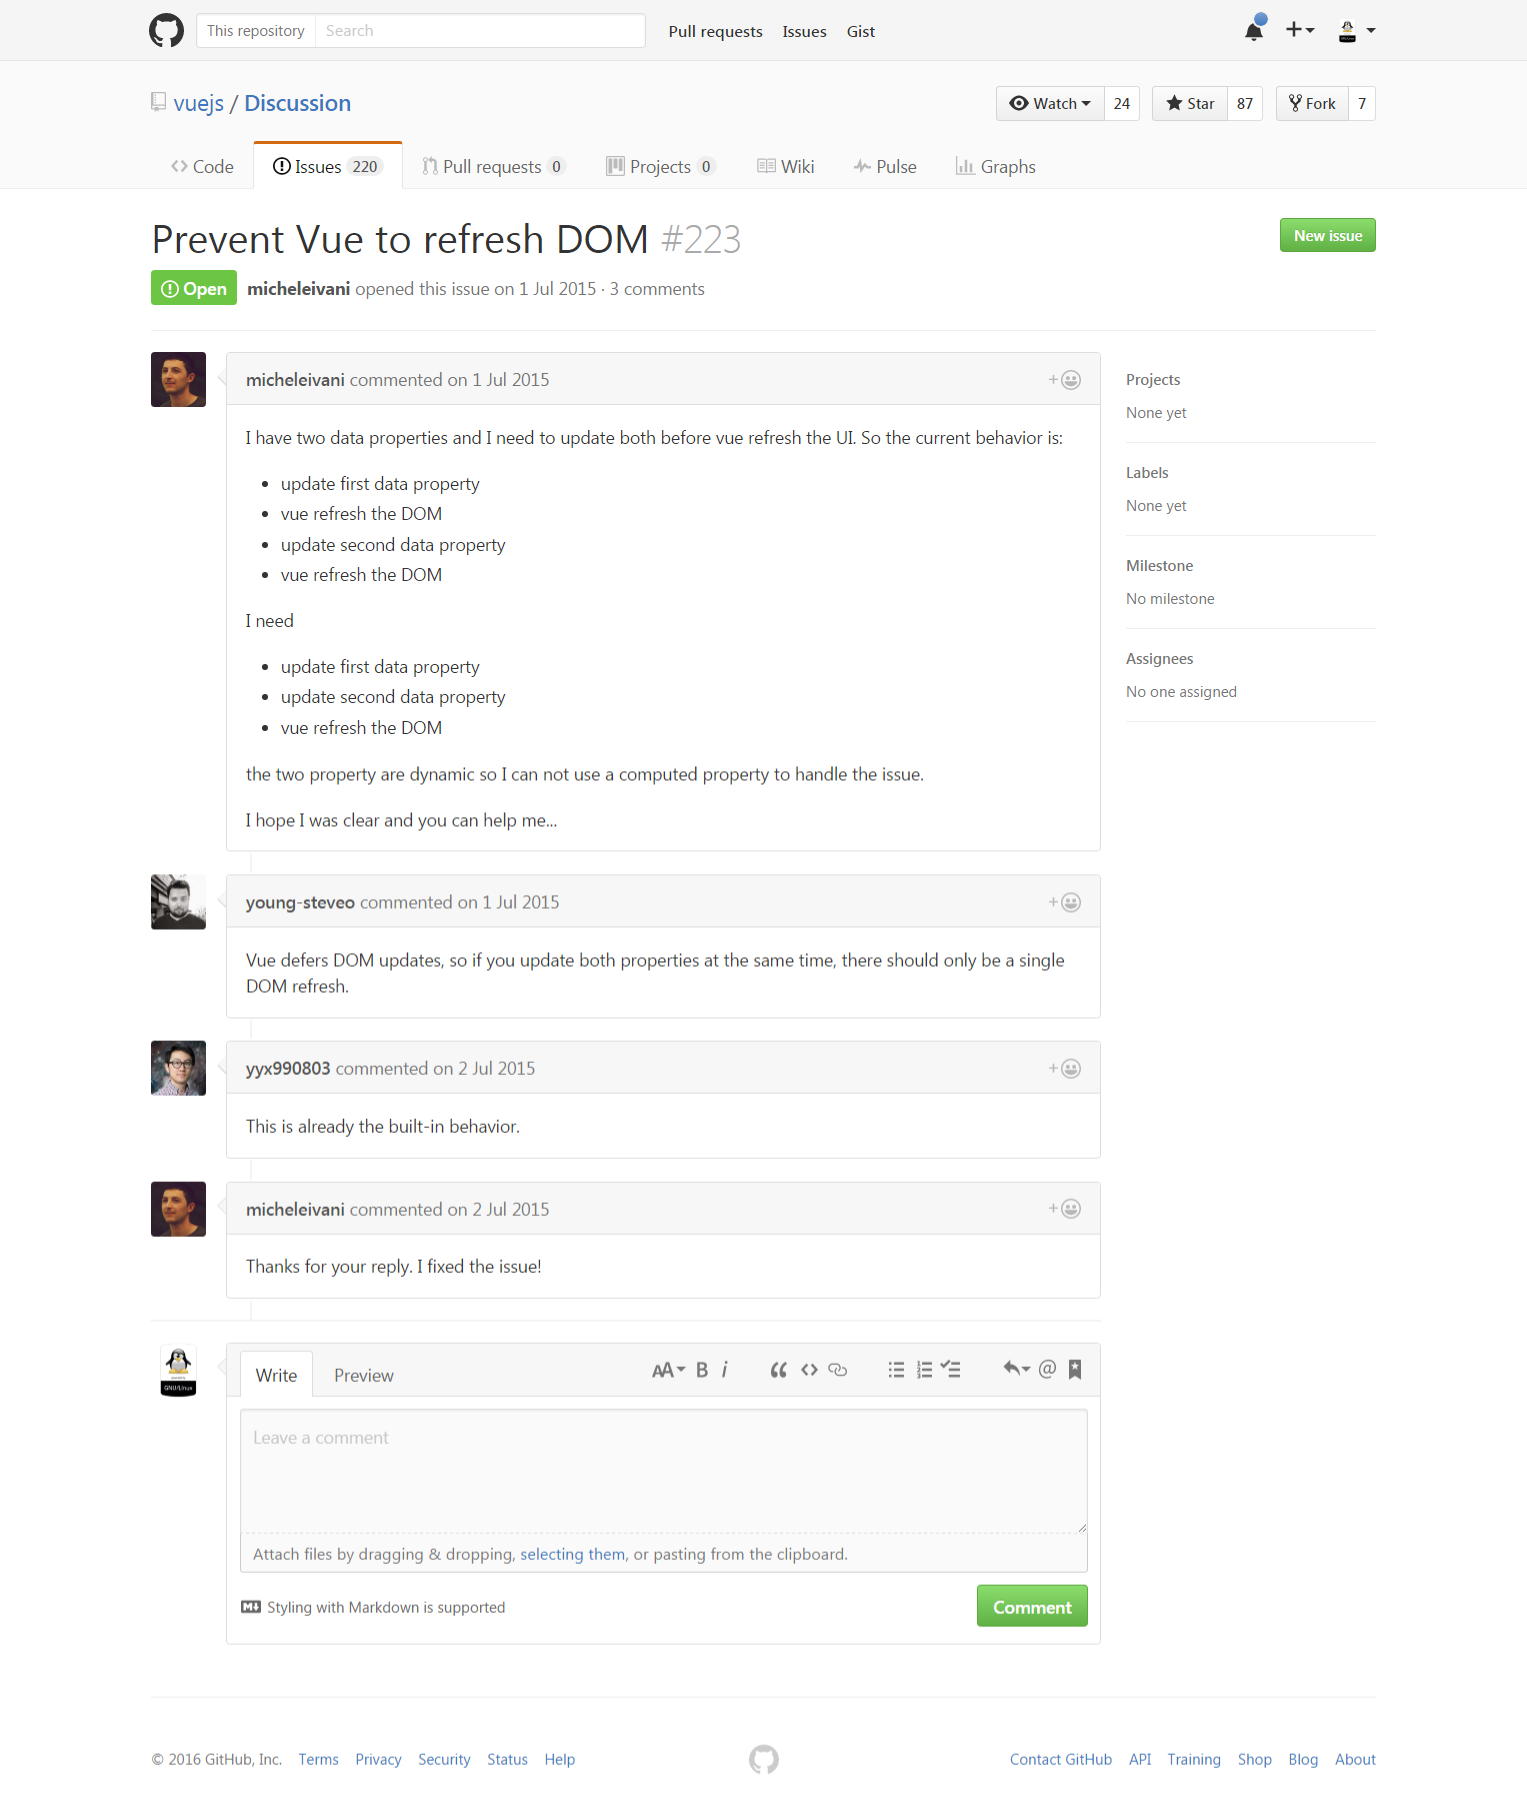 This repository Search Pull requests Issues Gist
vuejs / Discussion
Watch 24 Star 87 Fork 7
Code Issues 220 Pull requests 0 Projects 0 Wiki Pulse Graphs
Prevent Vue to refresh DOM #223
New issue
Open micheleivani opened this issue on 1 Jul 2015 · 3 comments
micheleivani commented on 1 Jul 2015
I have two data properties and I need to update both before vue refresh the UI. So the current behavior is:
• update first data property
• vue refresh the DOM
• update second data property
• vue refresh the DOM
I need
• update first data property
• update second data property
• vue refresh the DOM
the two property are dynamic so I can not use a computed property to handle the issue.
I hope I was clear and you can help me...
Projects
None yet
Labels
None yet
Milestone
No milestone
Assignees
No one assigned
young-steveo commented on 1 Jul 2015
Vue defers DOM updates, so if you update both properties at the same time, there should only be a single
DOM refresh.
yyx990803 commented on 2 Jul 2015
This is already the built-in behavior.
micheleivani commented on 2 Jul 2015
Thanks for your reply. I fixed the issue!
GNU/Linux
Write Preview AA B i @
Leave a comment
Attach files by dragging & dropping, selecting them, or pasting from the clipboard.
Styling with Markdown is supported
Comment
© 2016 GitHub, Inc. Terms Privacy Security Status Help
Contact GitHub API Training Shop Blog About